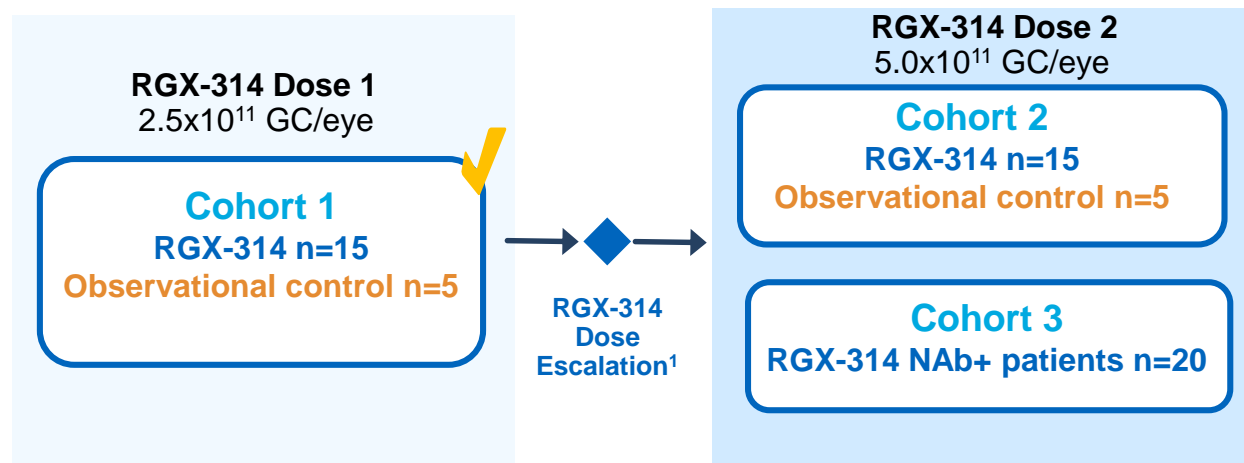 RGX-314 Dose 1
2.5x10¹¹ GC/eye
Cohort 1
RGX-314 n=15
Observational control n=5
RGX-314
Dose
Escalation¹
RGX-314 Dose 2
5.0x10¹¹ GC/eye
Cohort 2
RGX-314 n=15
Observational control n=5
Cohort 3
RGX-314 NAb+ patients n=20